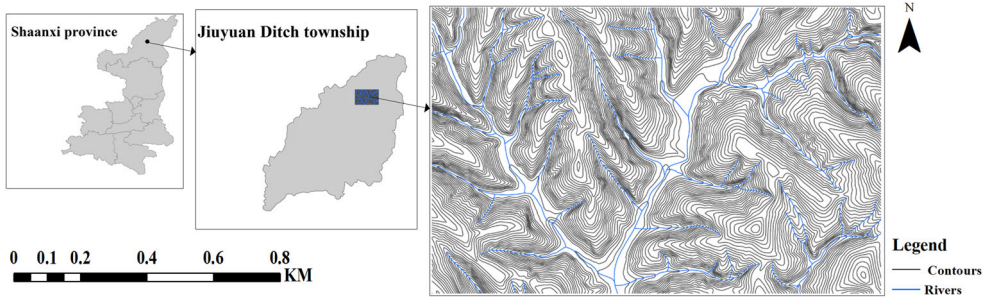 Shaanxi province
Jiuyuan Ditch township
N
0 0.1 0.2 0.4 0.6 0.8
KM
Legend
Contours
Rivers